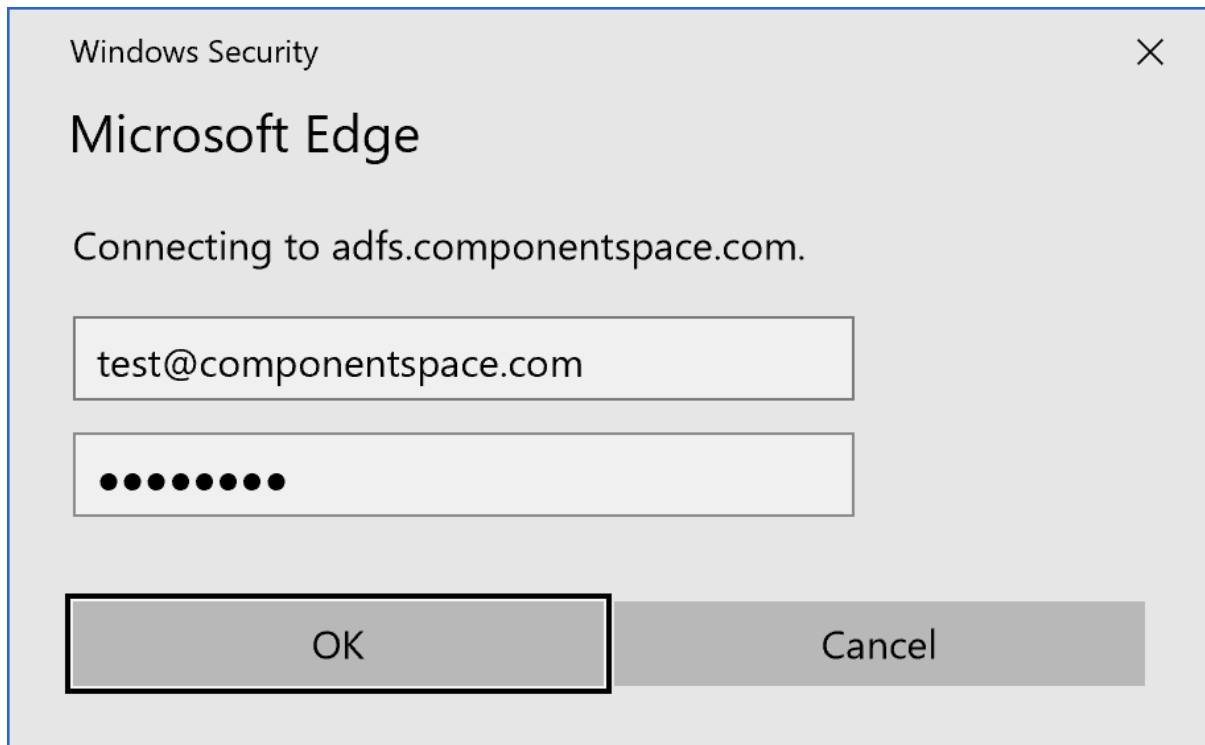 Windows Security
Microsoft Edge
Connecting to adfs.componentspace.com.
test@componentspace.com
●●●●●●●●
OK Cancel